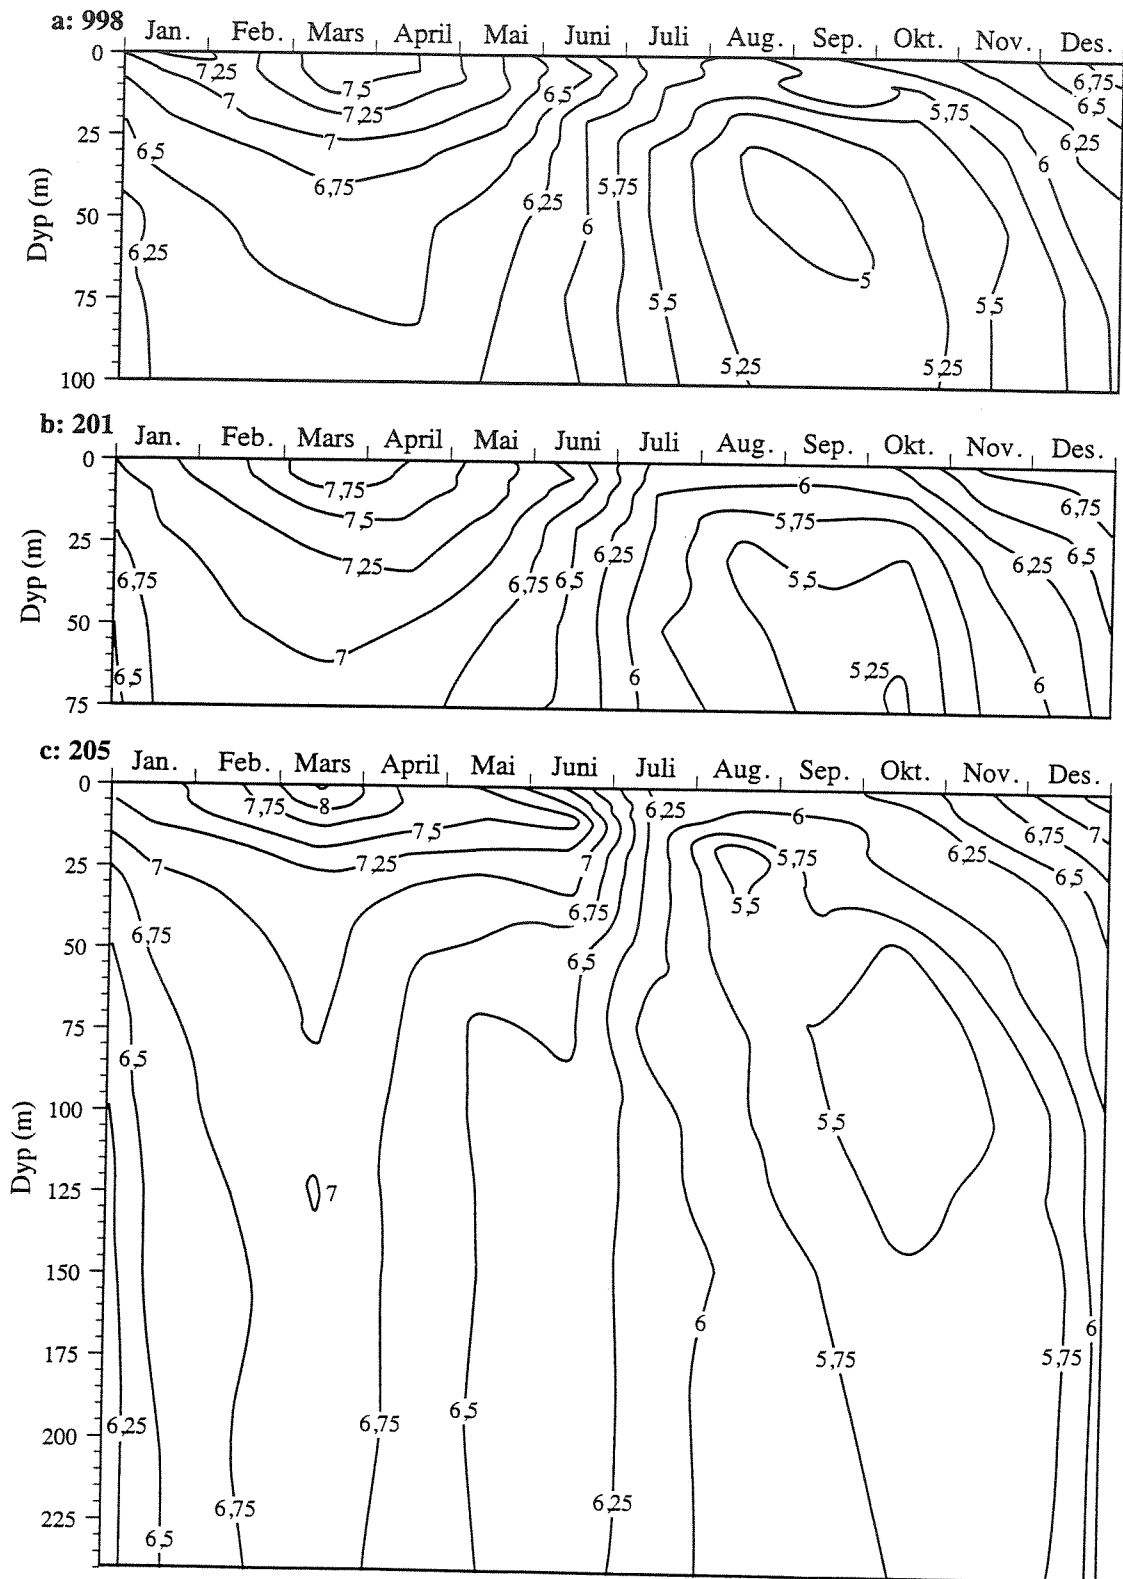 a: 998
Jan. Feb. Mars April Mai Juni Juli Aug. Sep. Okt. Nov. Des.
0
7,25 7,5 7,25 6,5 6,75
7 5,75 6,5
25
6,5 6,25
6,75 5,75 6
6,25
50
Dyp (m)
6
6,25
5
75
5,5 5,5
5,25 5,25
100
b: 201
Jan. Feb. Mars April Mai Juni Juli Aug. Sep. Okt. Nov. Des.
0
7,75 6
7,5 5,75 6,75
25
7,25 6,25 6,25 6,5
6,75 6,75 6,5 5,5
Dyp (m)
50
7
6,5 6 5,25 6
75
c: 205
Jan. Feb. Mars April Mai Juni Juli Aug. Sep. Okt. Nov. Des.
0
7,75 8 6,25 6
7,5 6,75 7
25
7 7,25 7 5,75 6,25
6,5
6,75 5,5
6,75
50
6,5
75
6,5
100
5,5
Dyp (m)
125
7
150
6 6
175
5,75 5,75
6,25 6,75 6,5
200
6,75 6,25
225
6,5